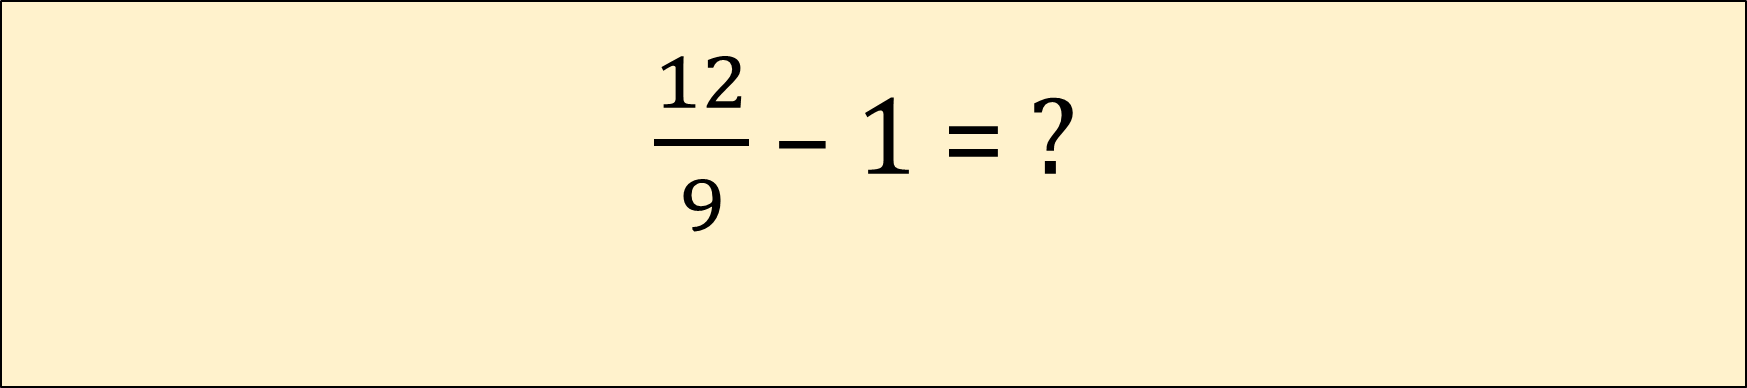 12/9 − 1 = ?